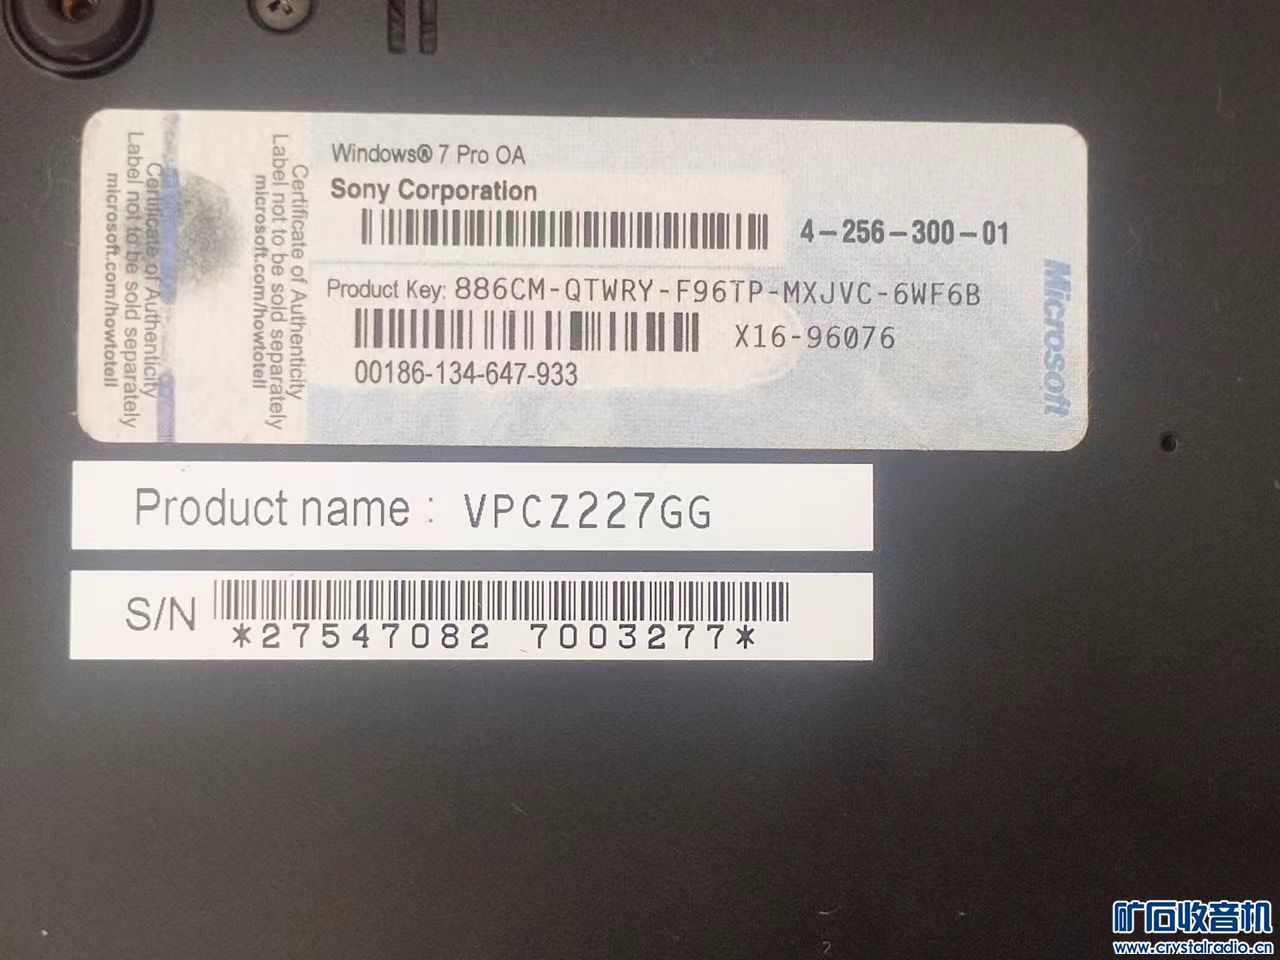 Certificate of Authenticity
Label not to be sold separately
microsoft.com/howtotell
Certificate of Authenticity
Label not to be sold separately
microsoft.com/howtotell
Windows® 7 Pro OA
Sony Corporation
4-256-300-01
Product Key: 886CM-QTWRY-F96TP-MXJVC-6WF6B
X16-96076
00186-134-647-933
Microsoft
Product name : VPCZ227GG
S/N
*27547082 7003277*
矿石收音机
www.crystalradio.cn